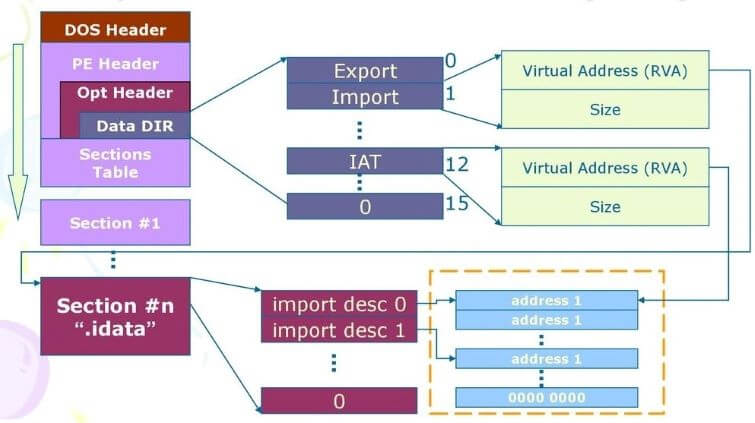 DOS Header
PE Header
Opt Header
Data DIR
Sections
Table
Section #1
Export
0
Import
1
IAT
12
0
15
Virtual Address (RVA)
Size
Virtual Address (RVA)
Size
Section #n
“.idata”
import desc 0
import desc 1
0
address 1
address 1
address 1
0000 0000